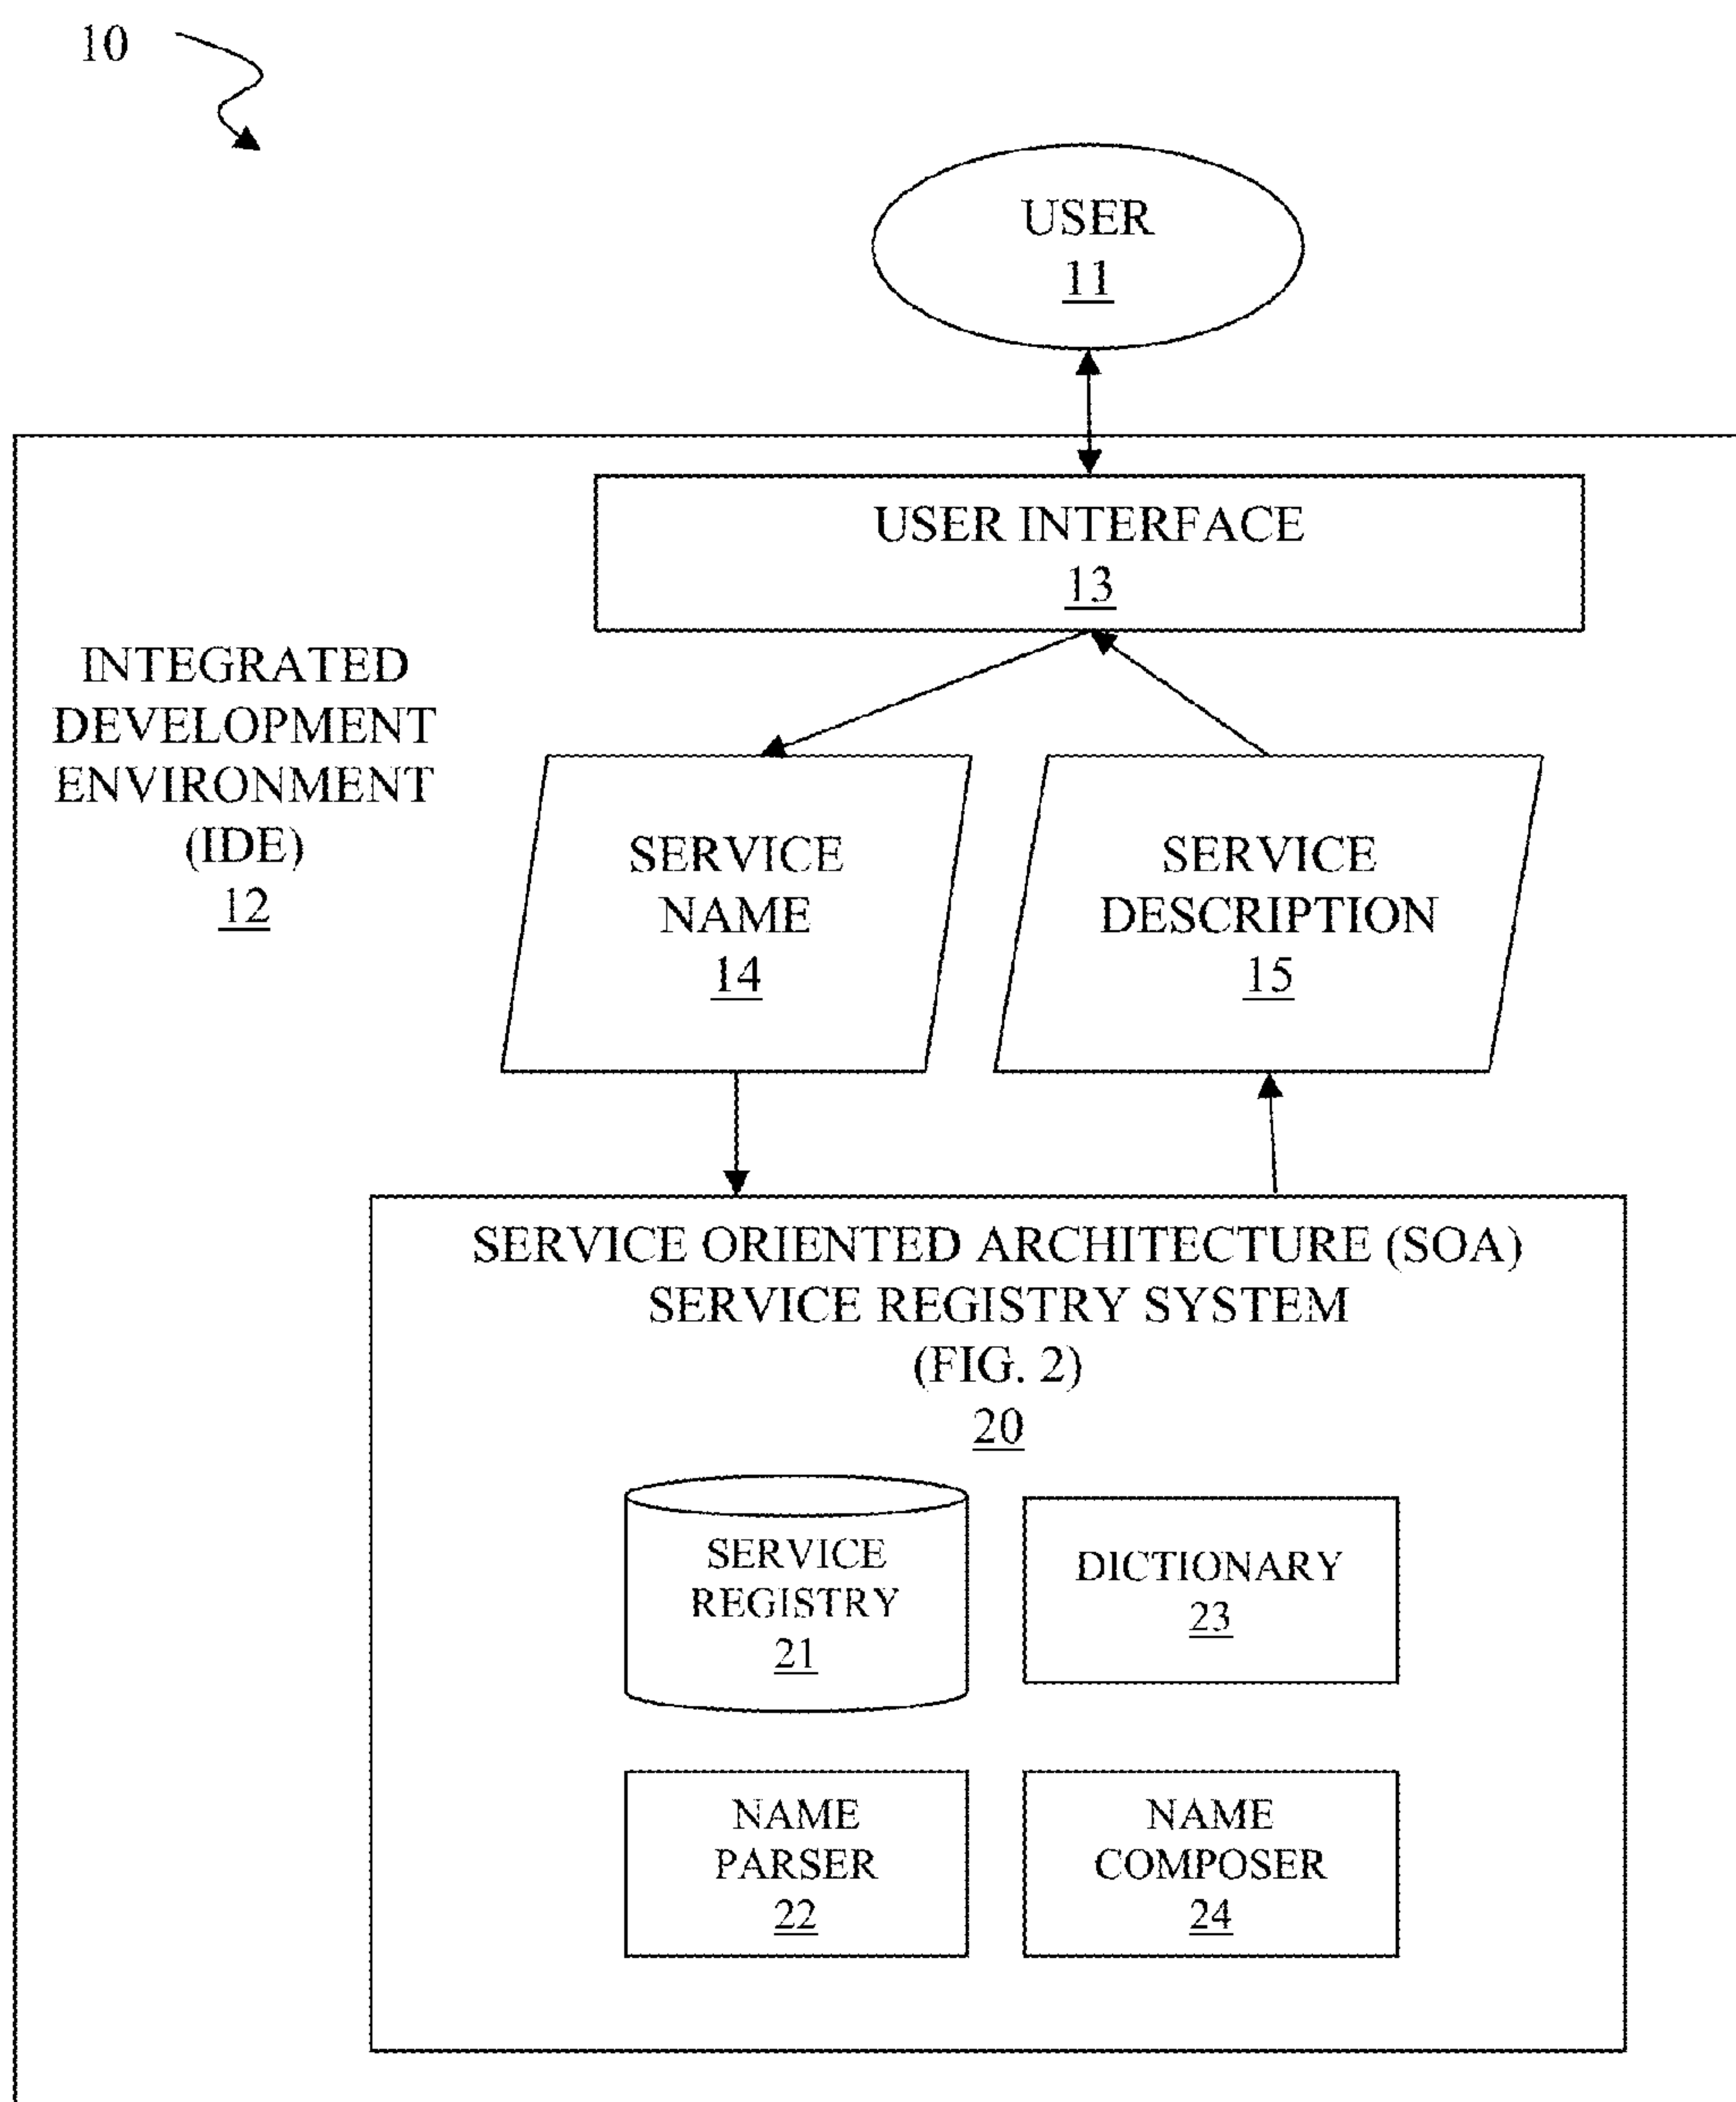 10
USER
11
USER INTERFACE
13
INTEGRATED
DEVELOPMENT
ENVIRONMENT
(IDE)
12
SERVICE
NAME
14
SERVICE
DESCRIPTION
15
SERVICE ORIENTED ARCHITECTURE (SOA)
SERVICE REGISTRY SYSTEM
(FIG. 2)
20
SERVICE
REGISTRY
21
DICTIONARY
23
NAME
PARSER
22
NAME
COMPOSER
24